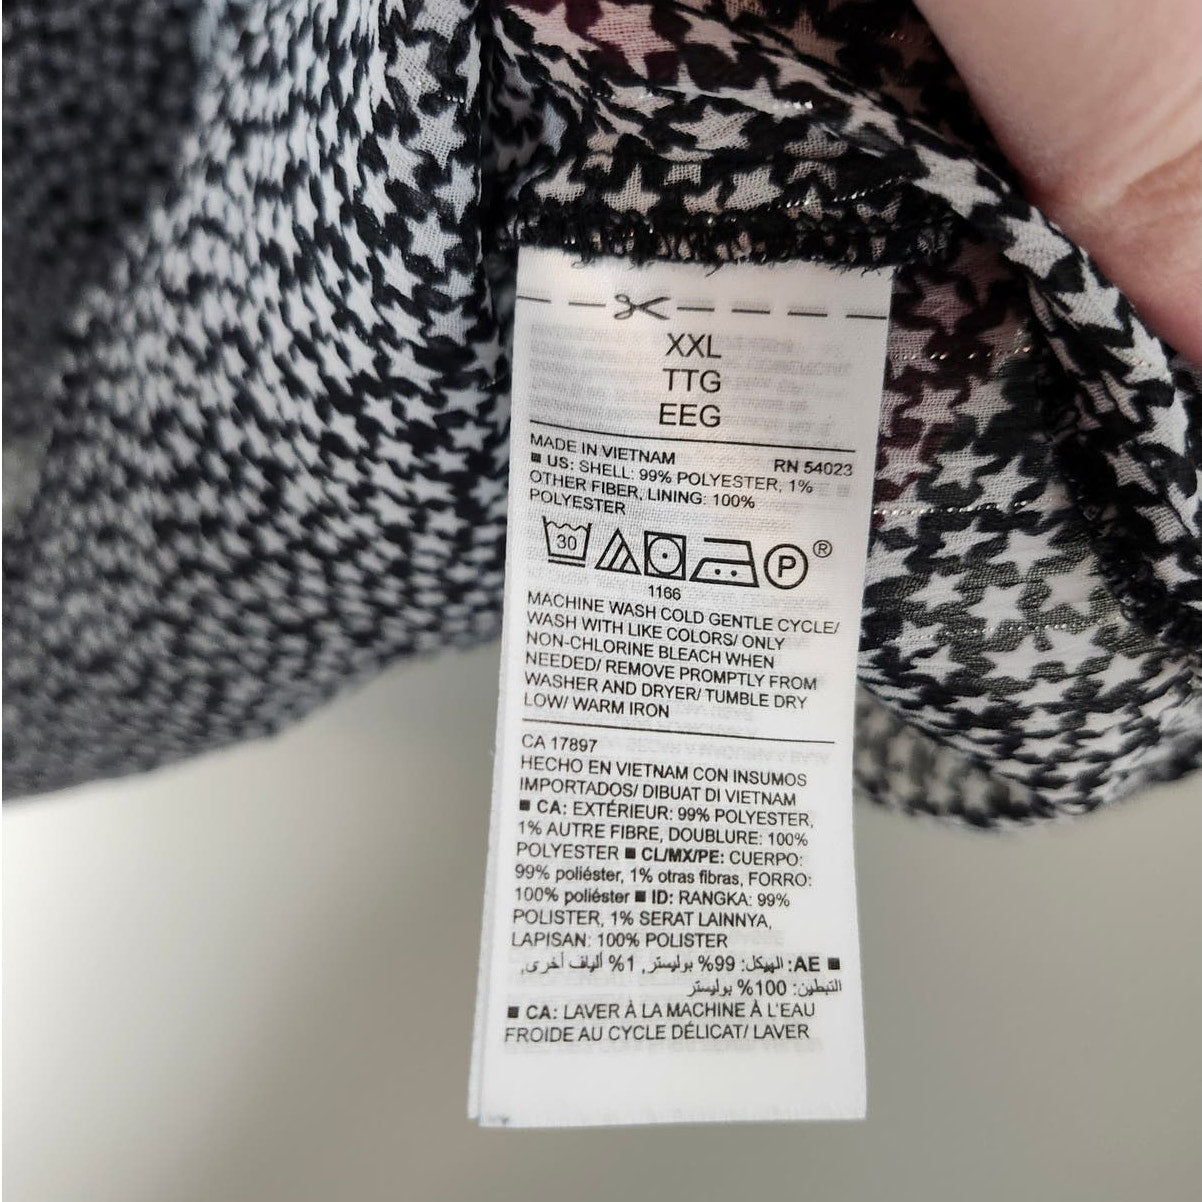 XXL
TTG
EEG
MADE IN VIETNAM RN 54023
■ US: SHELL: 99% POLYESTER, 1%
OTHER FIBER, LINING: 100%
POLYESTER
30 P ®
1166
MACHINE WASH COLD GENTLE CYCLE/
WASH WITH LIKE COLORS/ ONLY
NON-CHLORINE BLEACH WHEN
NEEDED/ REMOVE PROMPTLY FROM
WASHER AND DRYER/ TUMBLE DRY
LOW/ WARM IRON
CA 17897
HECHO EN VIETNAM CON INSUMOS
IMPORTADOS/ DIBUAT DI VIETNAM
■ CA: EXTÉRIEUR: 99% POLYESTER,
1% AUTRE FIBRE, DOUBLURE: 100%
POLYESTER ■ CL/MX/PE: CUERPO:
99% poliéster, 1% otras fibras, FORRO:
100% poliéster ■ ID: RANGKA: 99%
POLISTER, 1% SERAT LAINNYA,
LAPISAN: 100% POLISTER
■ AE: الهيكل: 99% بوليستر, 1% ألياف أخرى,
التبطين: 100% بوليستر
■ CA: LAVER À LA MACHINE À L'EAU
FROIDE AU CYCLE DÉLICAT/ LAVER